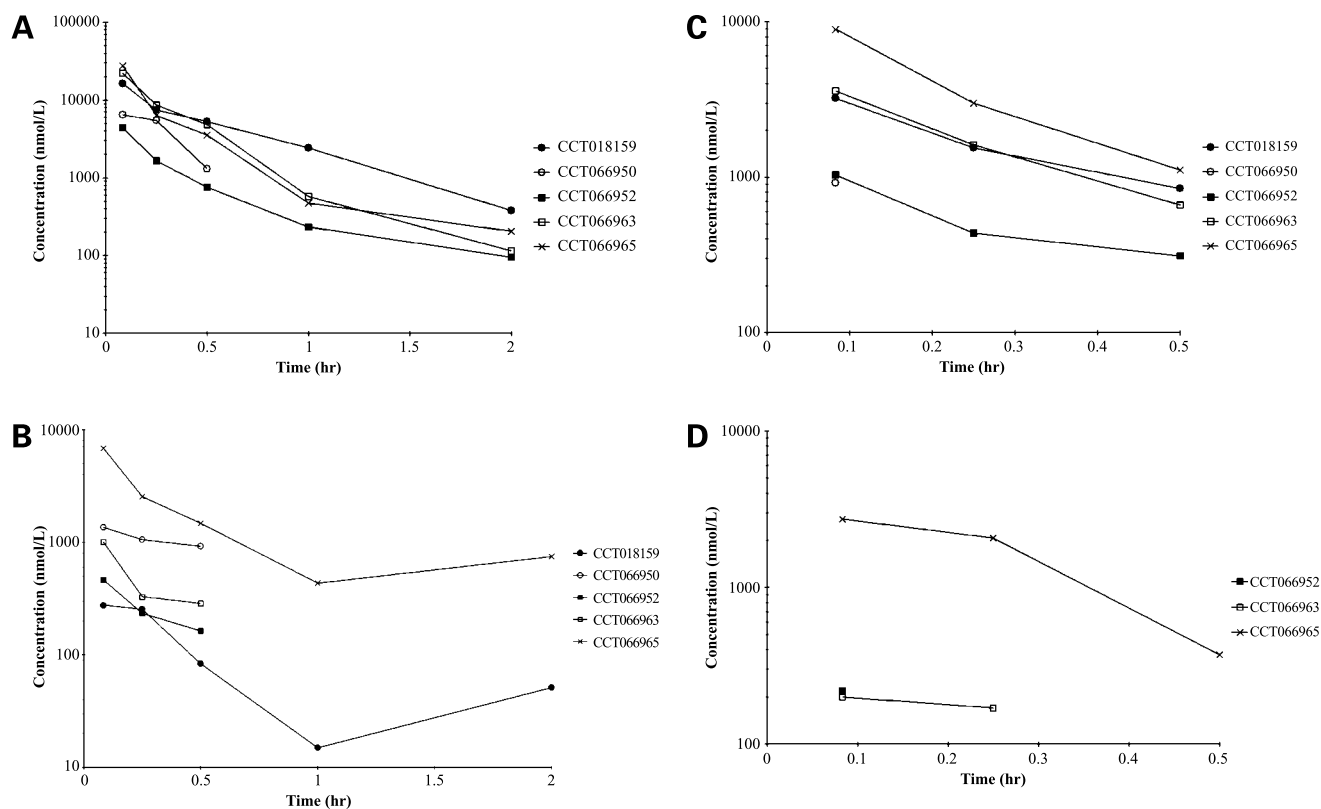 A
Concentration (nmol/L)
100000
10000
1000
100
10
0
0.5
1
1.5
2
Time (hr)
CCT018159
CCT066950
CCT066952
CCT066963
CCT066965
C
Concentration (nmol/L)
10000
1000
100
0
0.1
0.2
0.3
0.4
0.5
Time (hr)
CCT018159
CCT066950
CCT066952
CCT066963
CCT066965
B
Concentration (nmol/L)
10000
1000
100
10
0
0.5
1
1.5
2
Time (hr)
CCT018159
CCT066950
CCT066952
CCT066963
CCT066965
D
Concentration (nmol/L)
10000
1000
100
0
0.1
0.2
0.3
0.4
0.5
Time (hr)
CCT066952
CCT066963
CCT066965